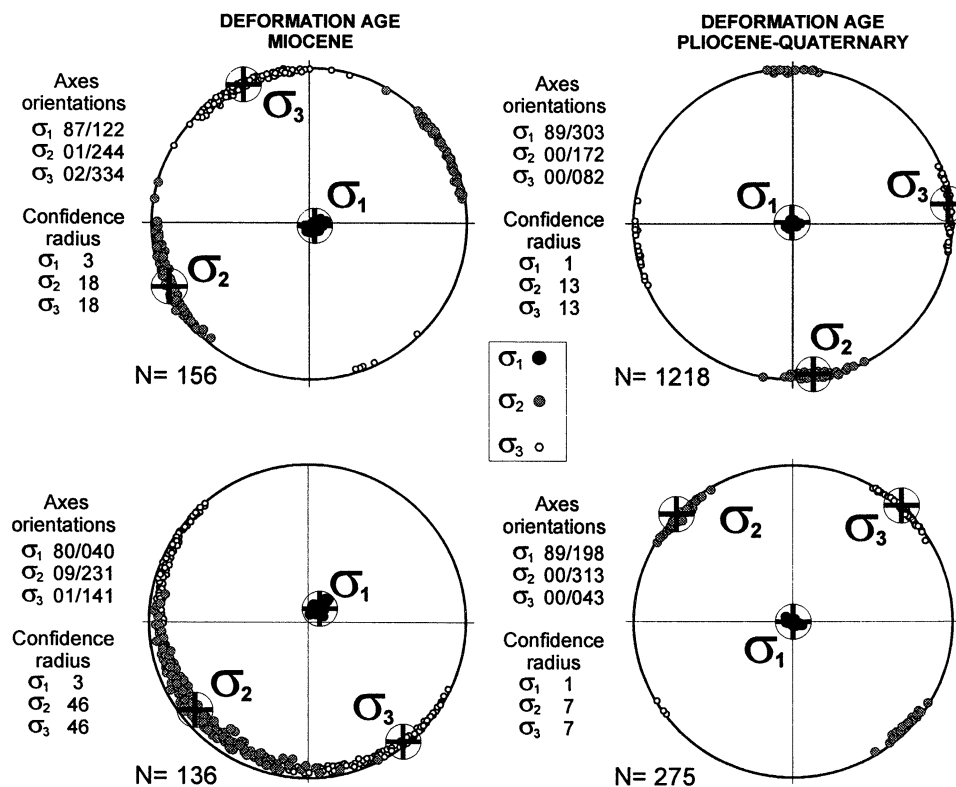 DEFORMATION AGE
MIOCENE
Axes
orientations
σ1 87/122
σ2 01/244
σ3 02/334
Confidence
radius
σ1 3
σ2 18
σ3 18
σ3
σ1
σ2
N= 156
DEFORMATION AGE
PLIOCENE-QUATERNARY
Axes
orientations
σ1 89/303
σ2 00/172
σ3 00/082
Confidence
radius
σ1 1
σ2 13
σ3 13
σ1
σ3
σ2
N= 1218
σ1
σ2
σ3
Axes
orientations
σ1 80/040
σ2 09/231
σ3 01/141
Confidence
radius
σ1 3
σ2 46
σ3 46
σ1
σ2
σ3
N= 136
Axes
orientations
σ1 89/198
σ2 00/313
σ3 00/043
Confidence
radius
σ1 1
σ2 7
σ3 7
σ2
σ3
σ1
N= 275